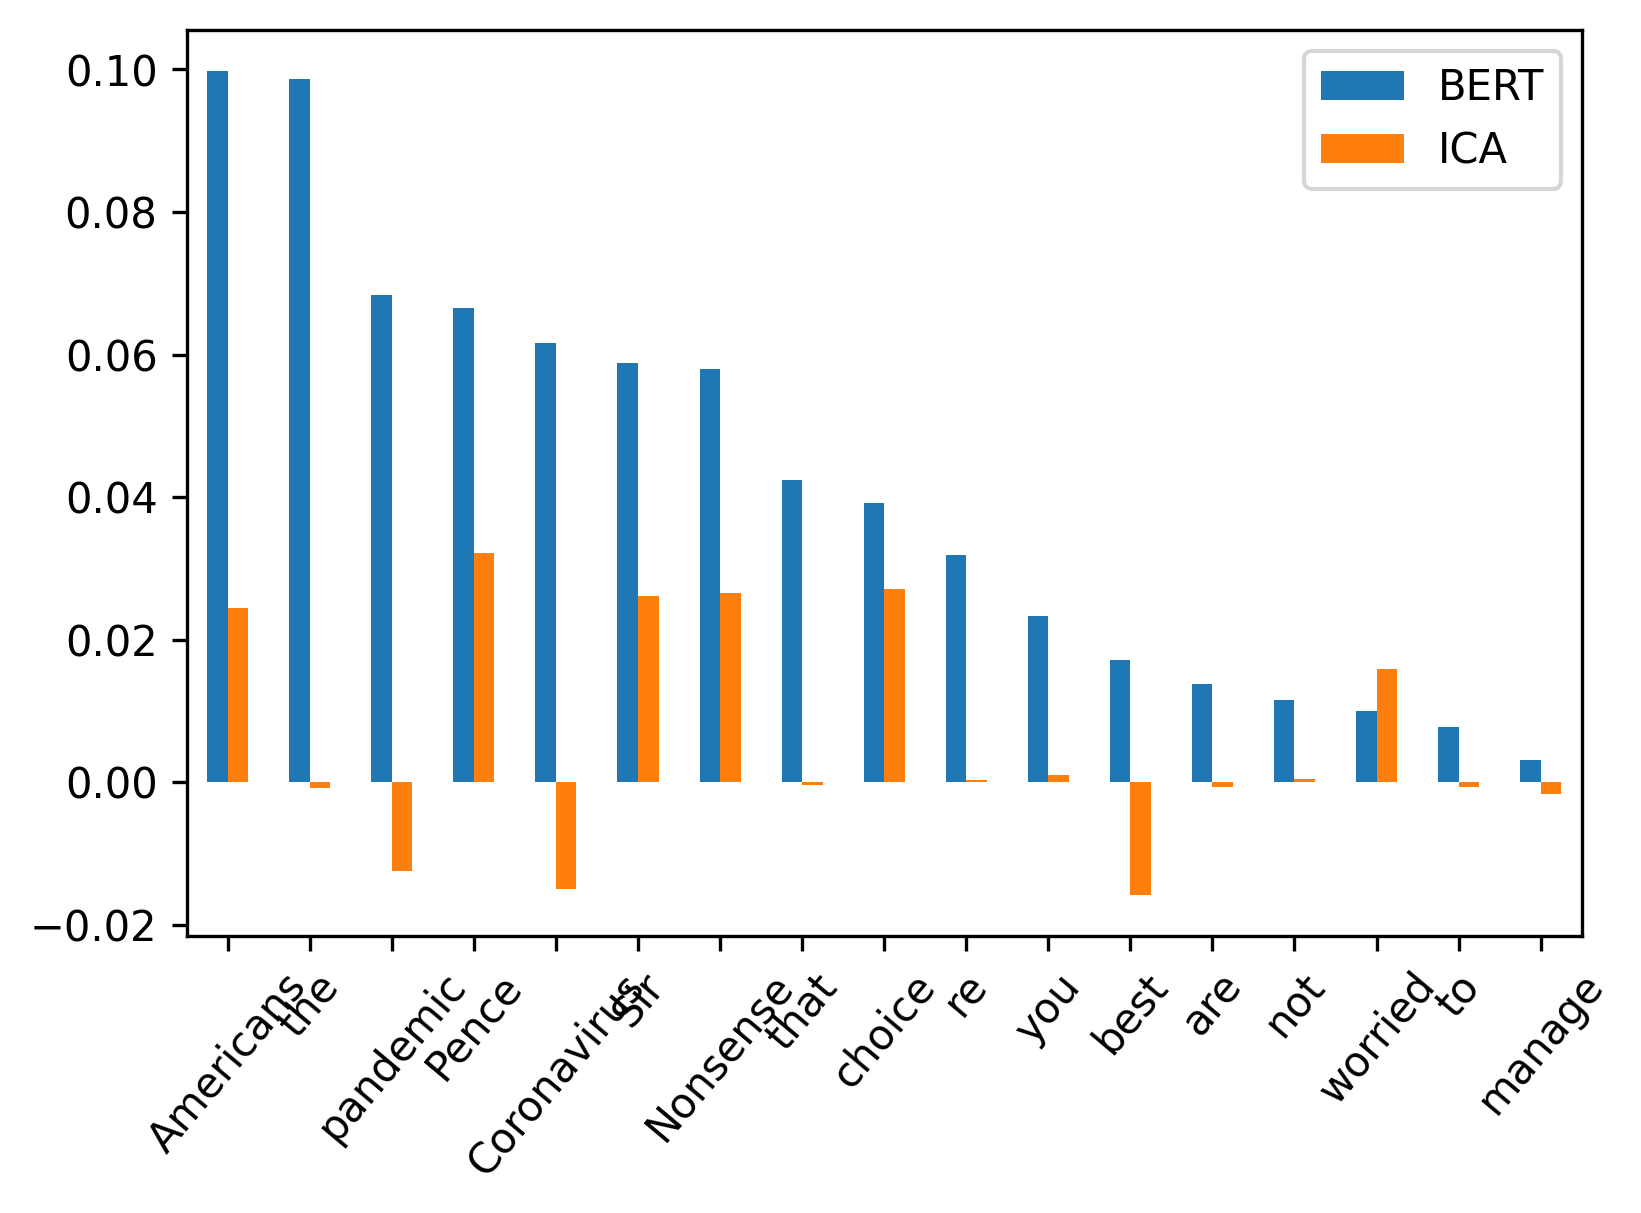 0.10
0.08
0.06
0.04
0.02
0.00
−0.02
BERT
ICA
Americans
the
pandemic
Pence
Coronavirus
Sir
Nonsense
that
choice
re
you
best
are
not
worried
to
manage